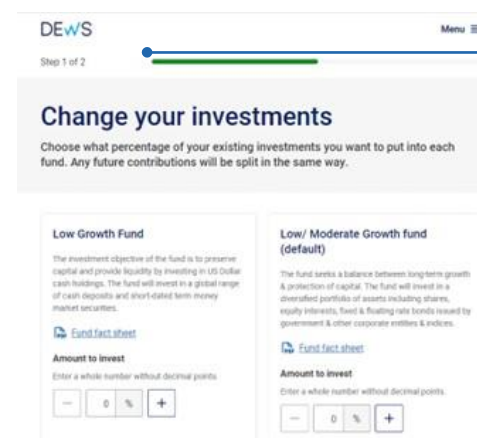 DEWS
Menu
Step 1 of 2
Change your investments
Choose what percentage of your existing investments you want to put into each
fund. Any future contributions will be split in the same way.
Low Growth Fund
The investment objective of the fund is to preserve
capital and provide liquidity by investing in US Dollar
cash holdings. The fund will invest in a global range
of cash deposits and short-dated term money
market securities.
Fund fact sheet
Amount to invest
Enter a whole number without decimal points.
− 0 % +
Low/ Moderate Growth fund
(default)
The fund seeks a balance between long-term growth
& protection of capital. The fund will invest in a
diversified portfolio of assets including shares,
equity interests, fixed & floating rate bonds issued by
government & other corporate entities & indices.
Fund fact sheet
Amount to invest
Enter a whole number without decimal points.
− 0 % +